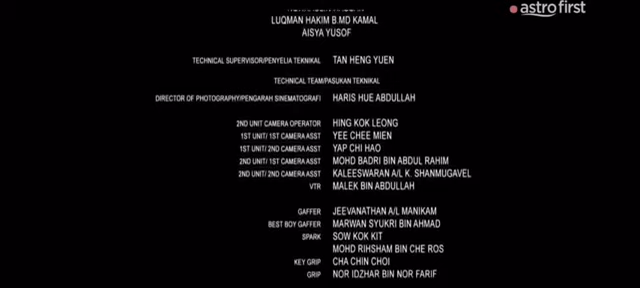 astro first
LUQMAN HAKIM B.MD KAMAL
AISYA YUSOF
TECHNICAL SUPERVISOR/PENYELIA TEKNIKAL TAN HENG YUEN
TECHNICAL TEAM/PASUKAN TEKNIKAL
DIRECTOR OF PHOTOGRAPHY/PENGARAH SINEMATOGRAFI HARIS HUE ABDULLAH
2ND UNIT CAMERA OPERATOR HING KOK LEONG
1ST UNIT/ 1ST CAMERA ASST YEE CHEE MIEN
1ST UNIT/ 2ND CAMERA ASST YAP CHI HAO
2ND UNIT/ 1ST CAMERA ASST MOHD BADRI BIN ABDUL RAHIM
2ND UNIT/ 2ND CAMERA ASST KALEESWARAN A/L K. SHANMUGAVEL
VTR MALEK BIN ABDULLAH
GAFFER JEEVANATHAN A/L MANIKAM
BEST BOY GAFFER MARWAN SYUKRI BIN AHMAD
SPARK SOW KOK KIT
MOHD RIHSHAM BIN CHE ROS
KEY GRIP CHA CHIN CHOI
GRIP NOR IDZHAR BIN NOR FARIF